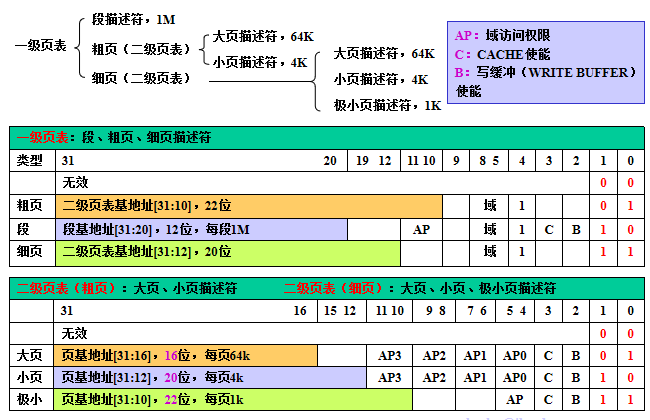 段描述符，1M
一级页表
粗页（二级页表）
大页描述符，64K
小页描述符，4K
细页（二级页表）
大页描述符，64K
小页描述符，4K
极小页描述符，1K
AP：域访问权限
C：CACHE使能
B：写缓冲（WRITE BUFFER）
使能
一级页表：段、粗页、细页描述符
类型 31 20 19 12 11 10 9 8 5 4 3 2 1 0
无效 0 0
粗页 二级页表基地址[31:10]，22位 域 1 0 1
段 段基地址[31:20]，12位，每段1M AP 域 1 C B 1 0
细页 二级页表基地址[31:12]，20位 域 1 1 1
二级页表（粗页）：大页、小页描述符 二级页表（细页）：大页、小页、极小页描述符
31 16 15 12 11 10 9 8 7 6 5 4 3 2 1 0
无效 0 0
大页 页基地址[31:16]，16位，每页64k AP3 AP2 AP1 AP0 C B 0 1
小页 页基地址[31:12]，20位，每页4k AP3 AP2 AP1 AP0 C B 1 0
极小 页基地址[31:10]，22位，每页1k AP C B 1 1